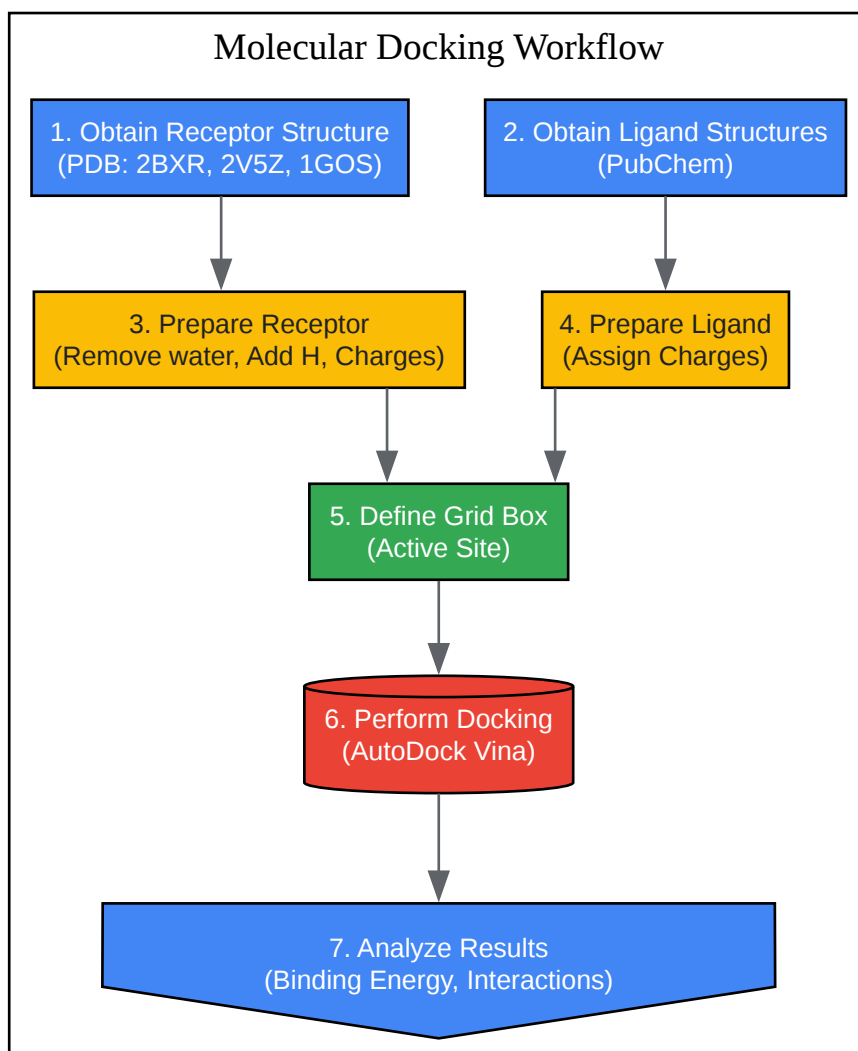 Molecular Docking Workflow
1. Obtain Receptor Structure
(PDB: 2BXR, 2V5Z, 1GOS)
2. Obtain Ligand Structures
(PubChem)
3. Prepare Receptor
(Remove water, Add H, Charges)
4. Prepare Ligand
(Assign Charges)
5. Define Grid Box
(Active Site)
6. Perform Docking
(AutoDock Vina)
7. Analyze Results
(Binding Energy, Interactions)